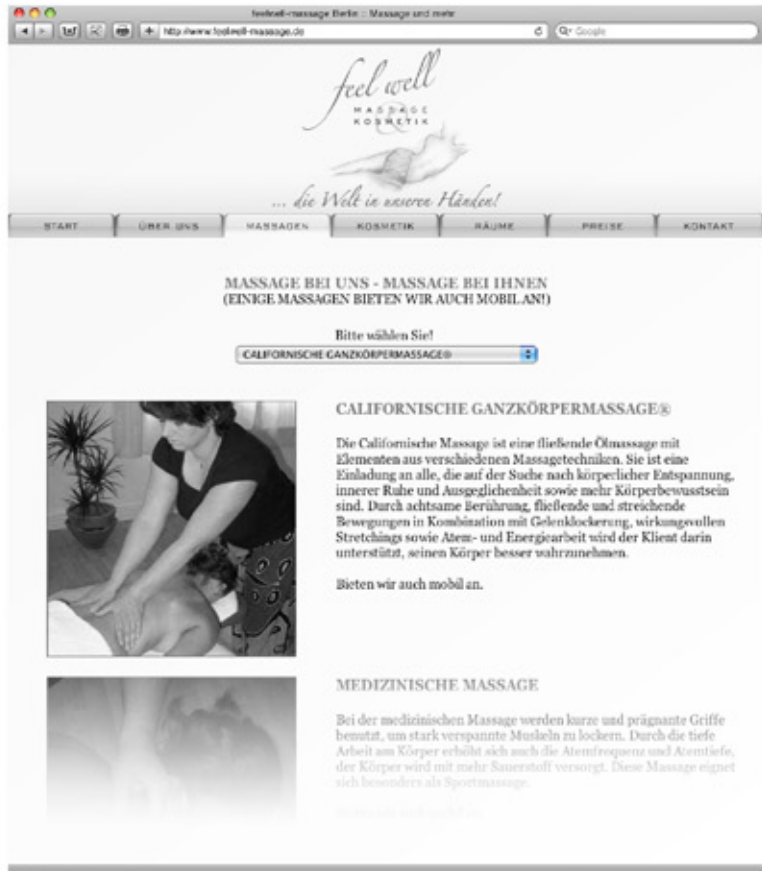 feelwell-massage Berlin :: Massage und mehr
http://www.feelwell-massage.de
Google
feel well
MASSAGE
&
KOSMETIK
... die Welt in unseren Händen!
START
ÜBER UNS
MASSAGEN
KOSMETIK
RÄUME
PREISE
KONTAKT
MASSAGE BEI UNS - MASSAGE BEI IHNEN
(EINIGE MASSAGEN BIETEN WIR AUCH MOBIL AN!)
Bitte wählen Sie!
CALIFORNISCHE GANZKÖRPERMASSAGE®
CALIFORNISCHE GANZKÖRPERMASSAGE®
Die Californische Massage ist eine fließende Ölmassage mit
Elementen aus verschiedenen Massagetechniken. Sie ist eine
Einladung an alle, die auf der Suche nach körperlicher Entspannung,
innerer Ruhe und Ausgeglichenheit sowie mehr Körperbewusstsein
sind. Durch achtsame Berührung, fließende und streichende
Bewegungen in Kombination mit Gelenklockerung, wirkungsvollen
Stretchings sowie Atem- und Energiearbeit wird der Klient darin
unterstützt, seinen Körper besser wahrzunehmen.
Bieten wir auch mobil an.
MEDIZINISCHE MASSAGE
Bei der medizinischen Massage werden kurze und prägnante Griffe
benutzt, um stark verspannte Muskeln zu lockern. Durch die tiefe
Arbeit am Körper erhöht sich auch die Atemfrequenz und Atemtiefe,
der Körper wird mit mehr Sauerstoff versorgt. Diese Massage eignet
sich besonders als Sportmassage.